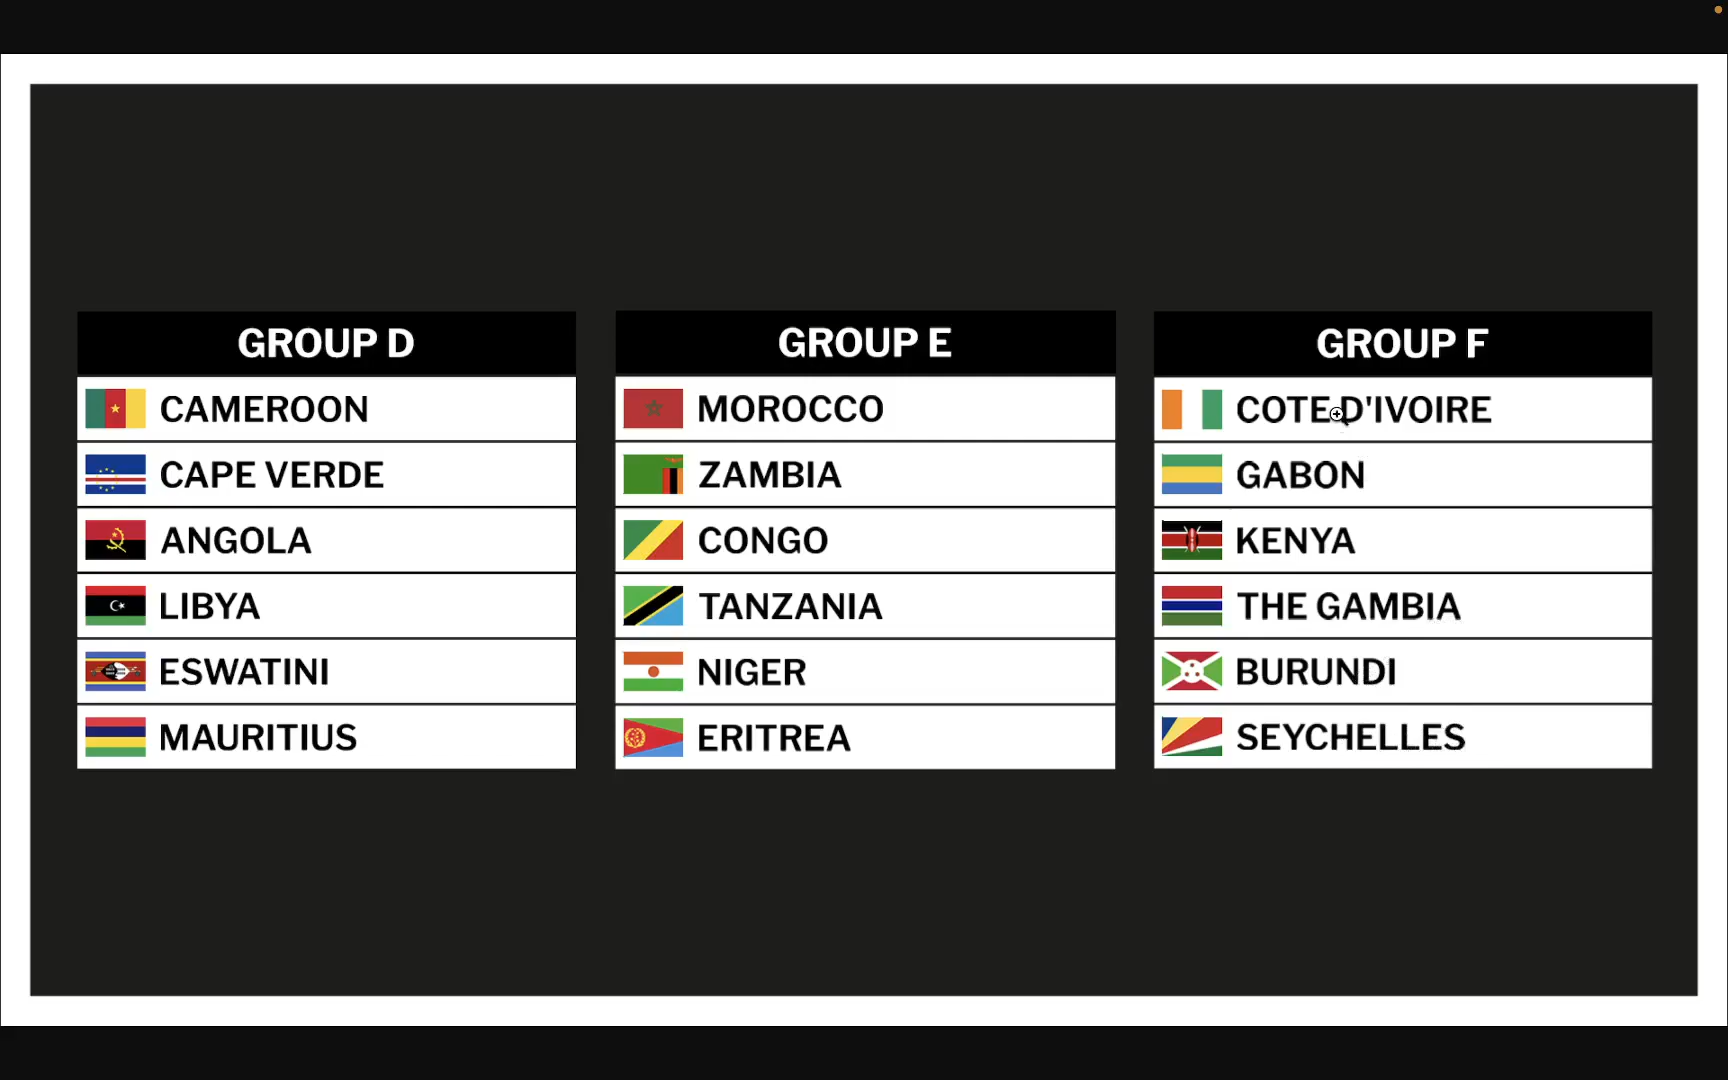 GROUP D
CAMEROON
CAPE VERDE
ANGOLA
LIBYA
ESWATINI
MAURITIUS
GROUP E
MOROCCO
ZAMBIA
CONGO
TANZANIA
NIGER
ERITREA
GROUP F
COTE D'IVOIRE
GABON
KENYA
THE GAMBIA
BURUNDI
SEYCHELLES